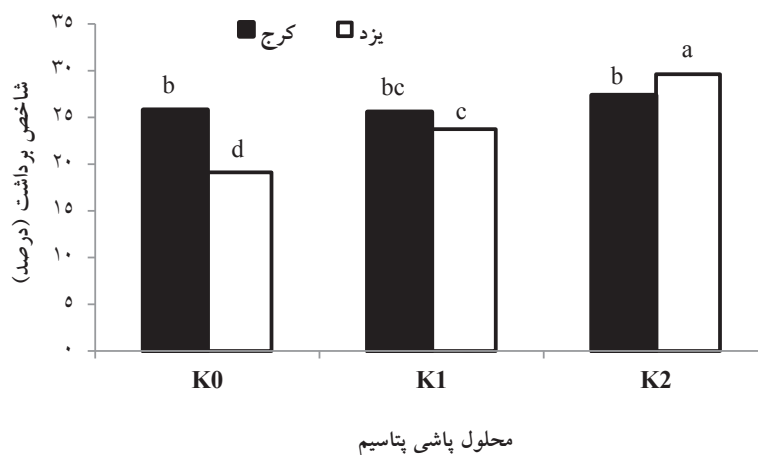 شاخص برداشت (درصد)
۳۵
۳۰
۲۵
۲۰
۱۵
۱۰
۵
۰
کرج یزد
b d
bc c
b a
K0 K1 K2
محلول پاشی پتاسیم